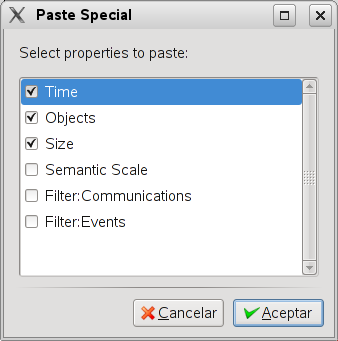 Paste Special
Select properties to paste:
Time
Objects
Size
Semantic Scale
Filter:Communications
Filter:Events
Cancelar
Aceptar